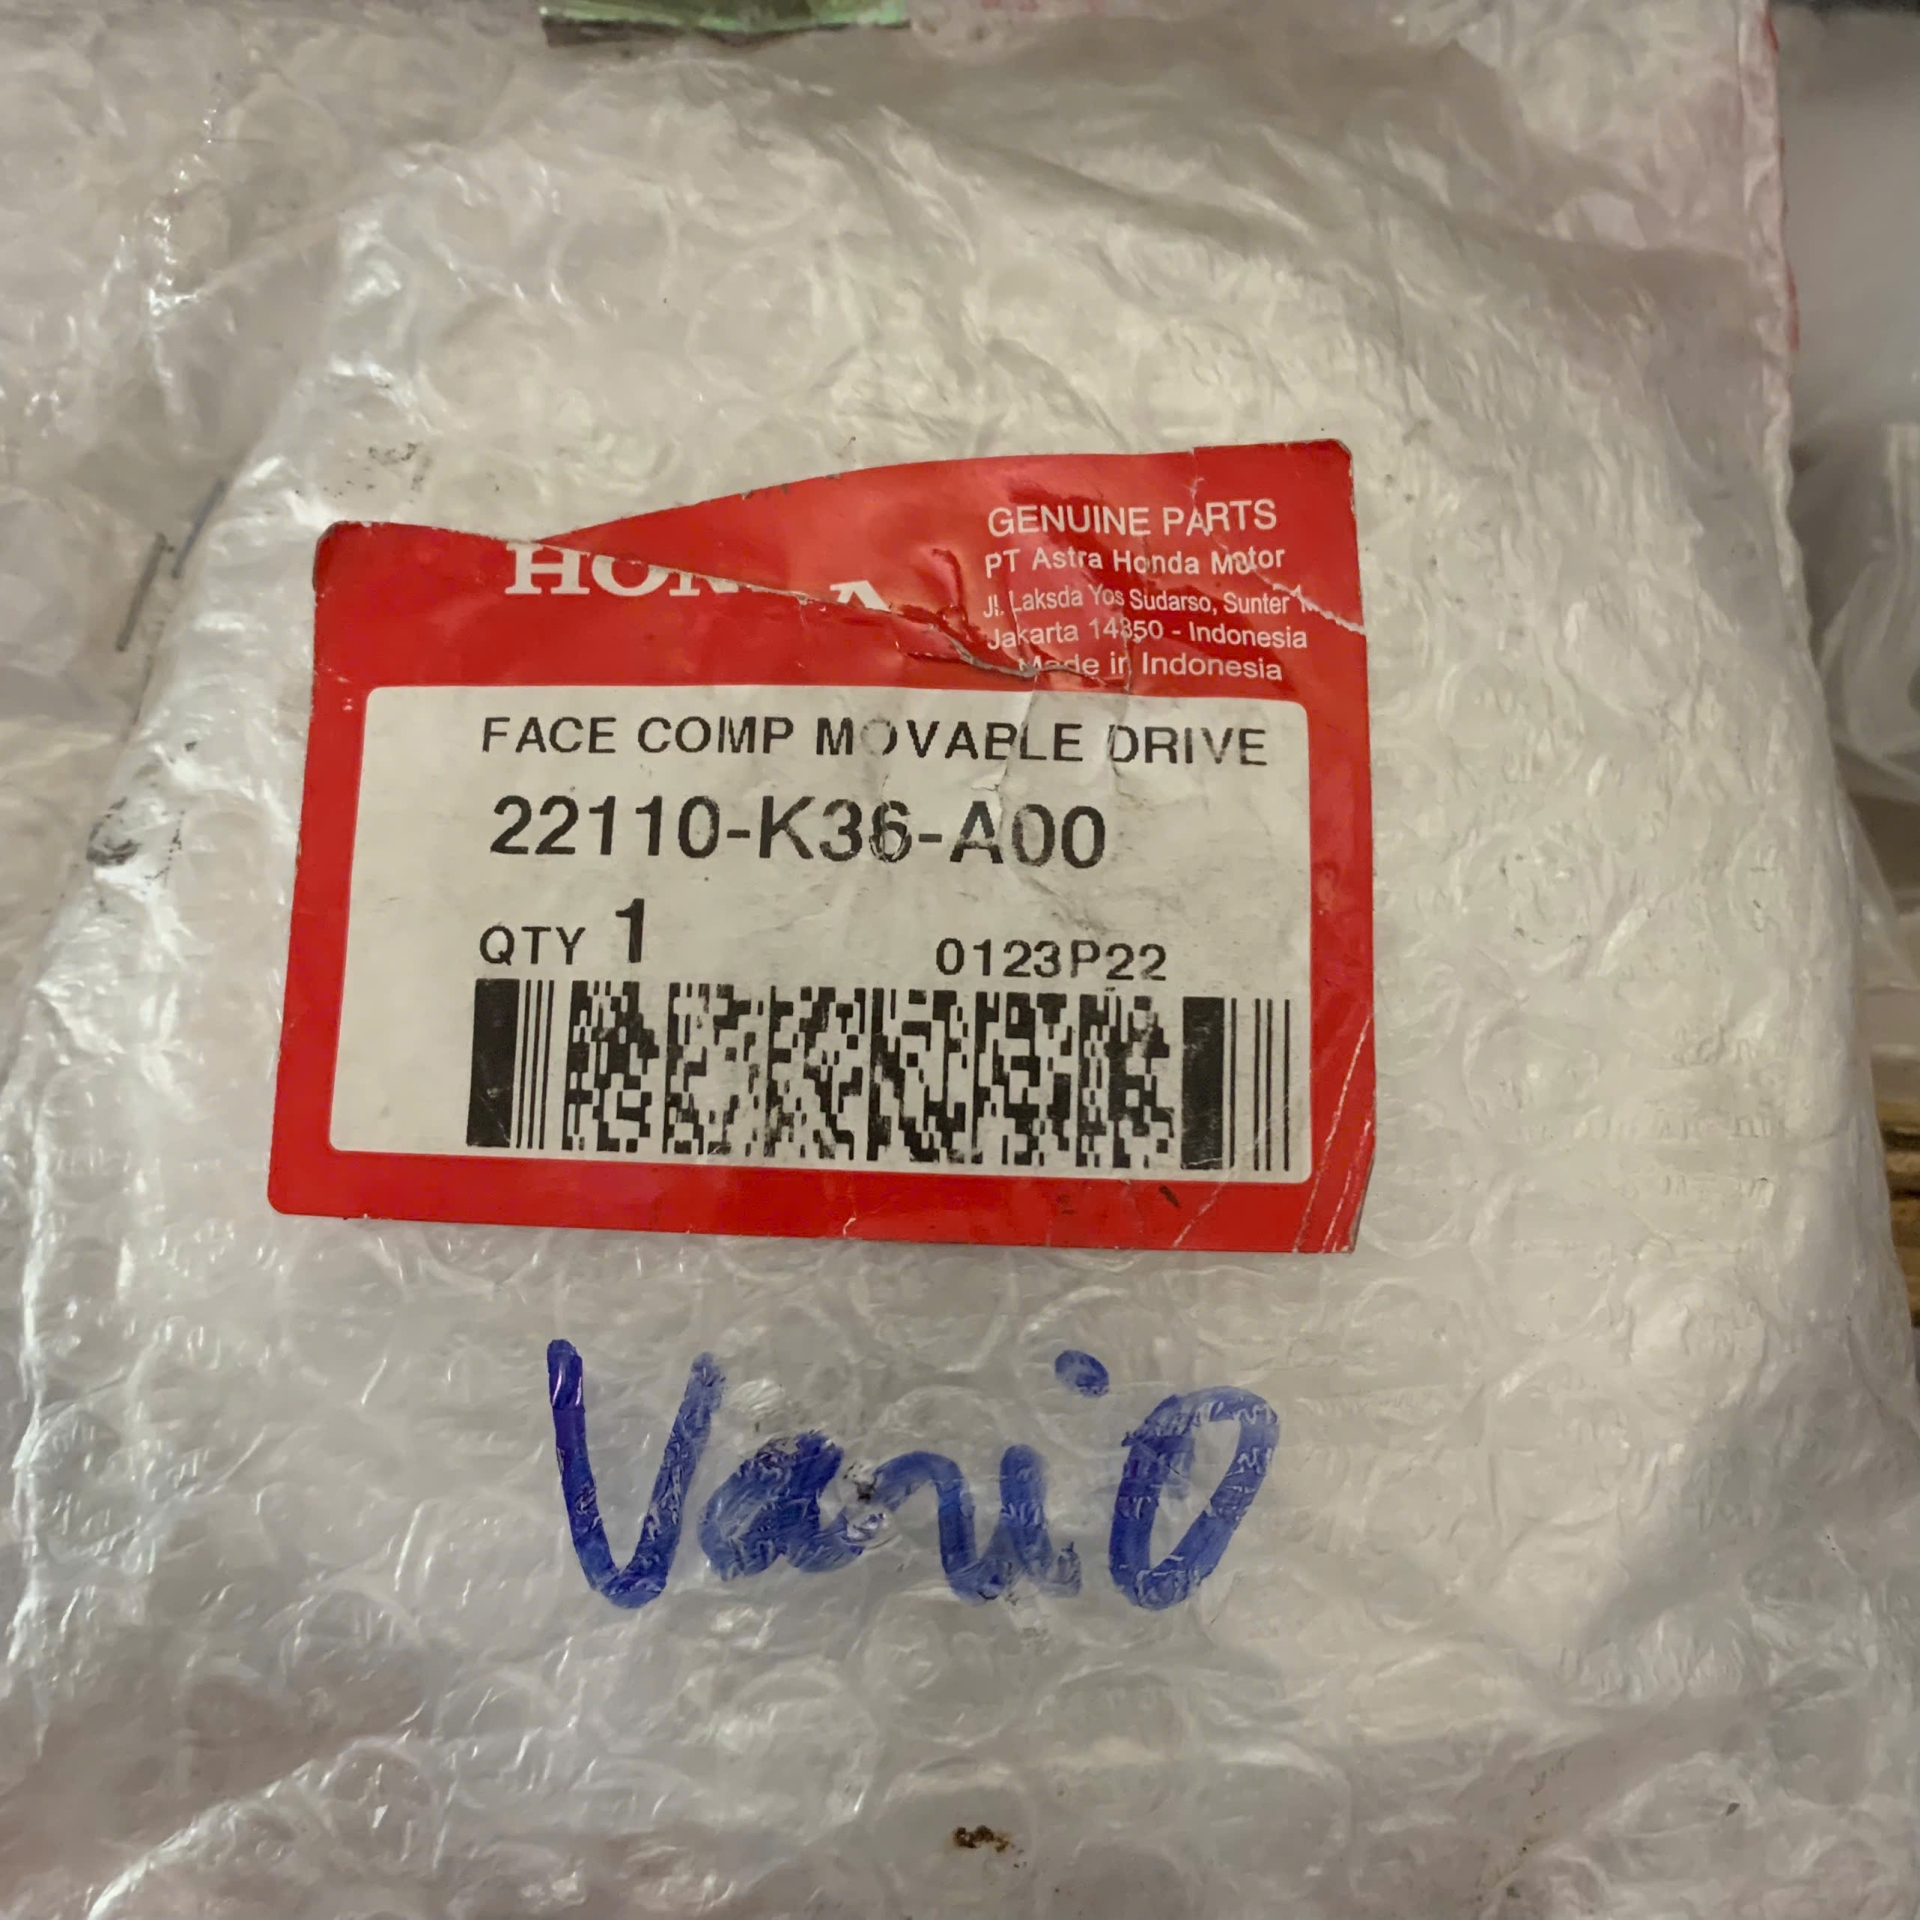 HONDA
GENUINE PARTS
PT Astra Honda Motor
Jl. Laksda Yos Sudarso, Sunter 1
Jakarta 14350 - Indonesia
Made in Indonesia
FACE COMP MOVABLE DRIVE
22110-K36-A00
QTY 1
0123P22
Vario